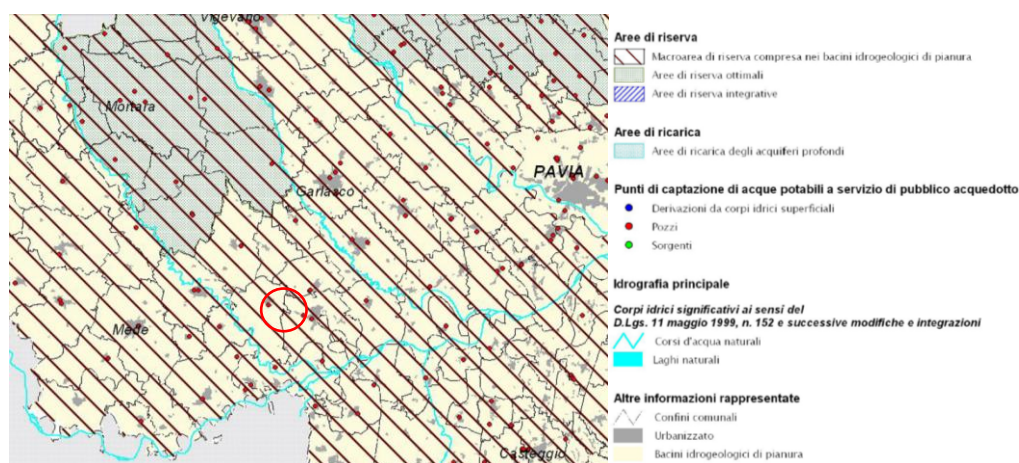 Vigevano
Mortara
PAVIA
Garlasco
Mede
Casteggio
Aree di riserva
Macroarea di riserva compresa nei bacini idrogeologici di pianura
Aree di riserva ottimali
Aree di riserva integrative
Aree di ricarica
Aree di ricarica degli acquiferi profondi
Punti di captazione di acque potabili a servizio di pubblico acquedotto
Derivazioni da corpi idrici superficiali
Pozzi
Sorgenti
Idrografia principale
Corpi idrici significativi ai sensi del
D.Lgs. 11 maggio 1999, n. 152 e successive modifiche e integrazioni
Corsi d'acqua naturali
Laghi naturali
Altre informazioni rappresentate
Confini comunali
Urbanizzato
Bacini idrogeologici di pianura